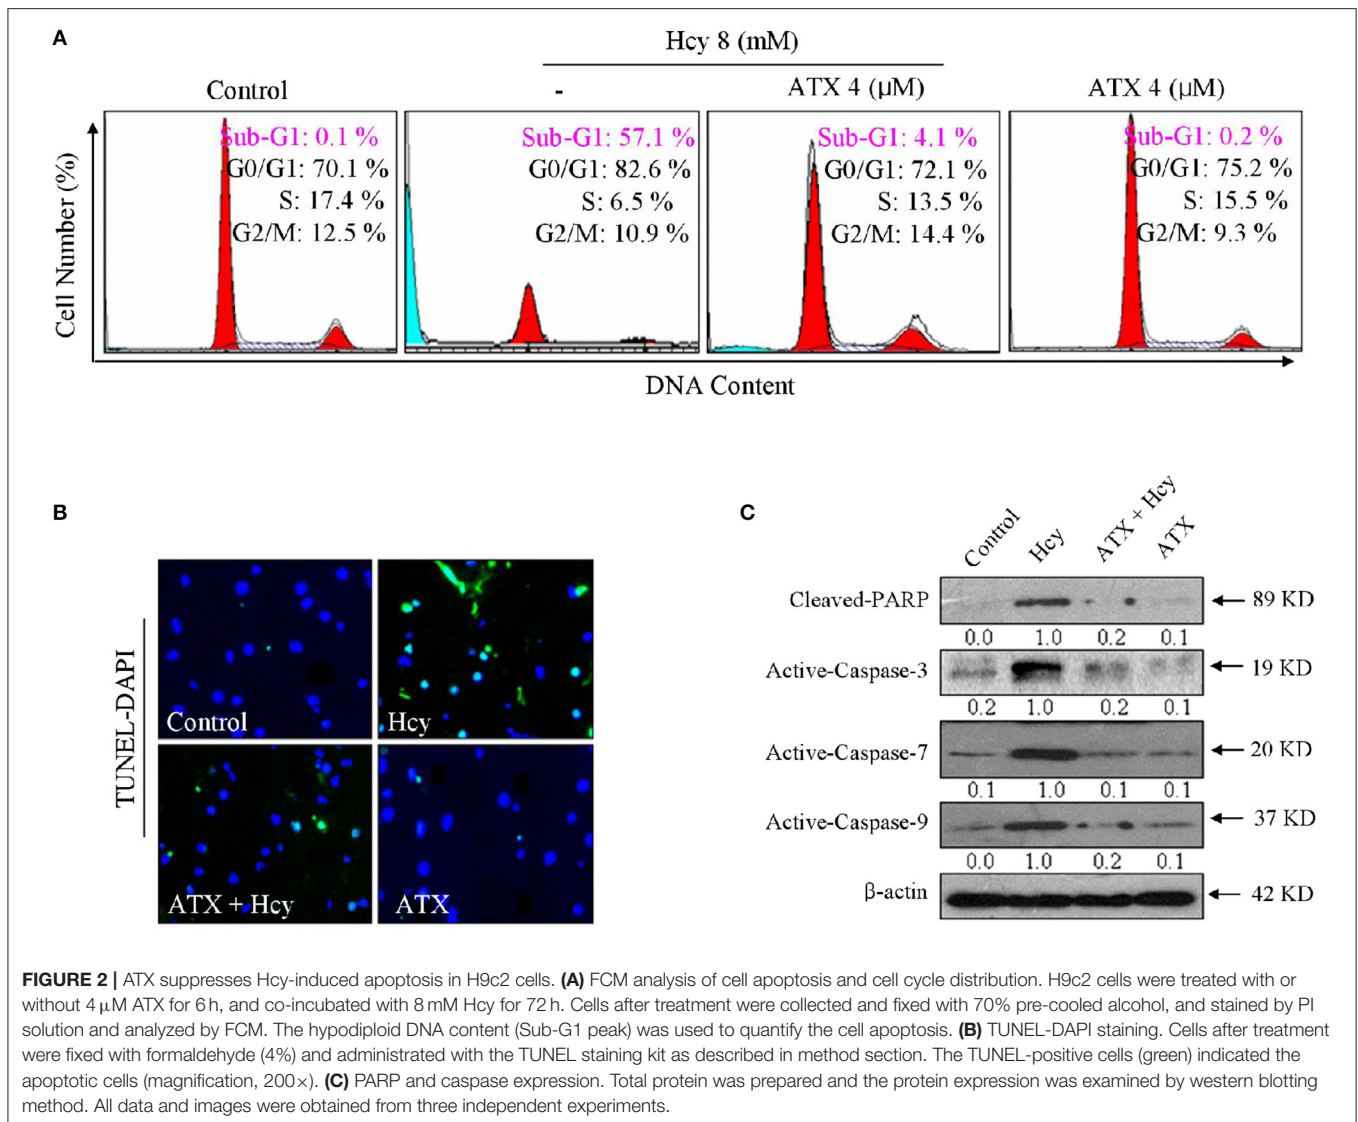 A
Hcy 8 (mM)
Control
-
ATX 4 (μM)
ATX 4 (μM)
Sub-G1: 0.1 %
G0/G1: 70.1 %
S: 17.4 %
G2/M: 12.5 %
Sub-G1: 57.1 %
G0/G1: 82.6 %
S: 6.5 %
G2/M: 10.9 %
Sub-G1: 4.1 %
G0/G1: 72.1 %
S: 13.5 %
G2/M: 14.4 %
Sub-G1: 0.2 %
G0/G1: 75.2 %
S: 15.5 %
G2/M: 9.3 %
Cell Number (%)
DNA Content
B
TUNEL-DAPI
Control
Hcy
ATX + Hcy
ATX
C
Control
Hcy
ATX + Hcy
ATX
Cleaved-PARP
89 KD
0.0 1.0 0.2 0.1
Active-Caspase-3
19 KD
0.2 1.0 0.2 0.1
Active-Caspase-7
20 KD
0.1 1.0 0.1 0.1
Active-Caspase-9
37 KD
0.0 1.0 0.2 0.1
β-actin
42 KD
FIGURE 2 | ATX suppresses Hcy-induced apoptosis in H9c2 cells. (A) FCM analysis of cell apoptosis and cell cycle distribution. H9c2 cells were treated with or
without 4 μM ATX for 6 h, and co-incubated with 8 mM Hcy for 72 h. Cells after treatment were collected and fixed with 70% pre-cooled alcohol, and stained by PI
solution and analyzed by FCM. The hypodiploid DNA content (Sub-G1 peak) was used to quantify the cell apoptosis. (B) TUNEL-DAPI staining. Cells after treatment
were fixed with formaldehyde (4%) and administrated with the TUNEL staining kit as described in method section. The TUNEL-positive cells (green) indicated the
apoptotic cells (magnification, 200×). (C) PARP and caspase expression. Total protein was prepared and the protein expression was examined by western blotting
method. All data and images were obtained from three independent experiments.